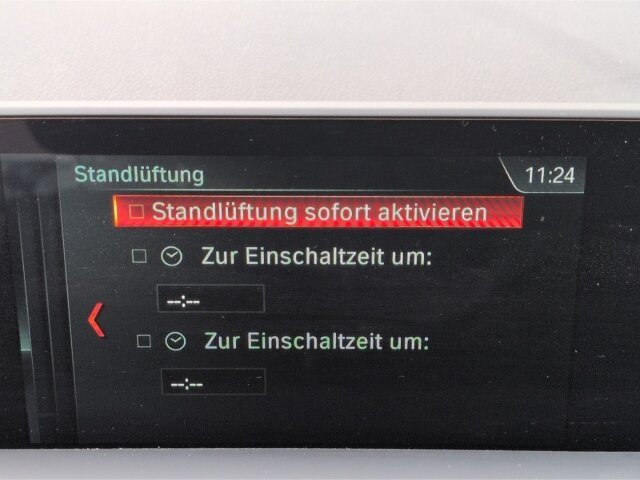 Standlüftung
11:24
Standlüftung sofort aktivieren
Zur Einschaltzeit um:
--:--
Zur Einschaltzeit um:
--:--